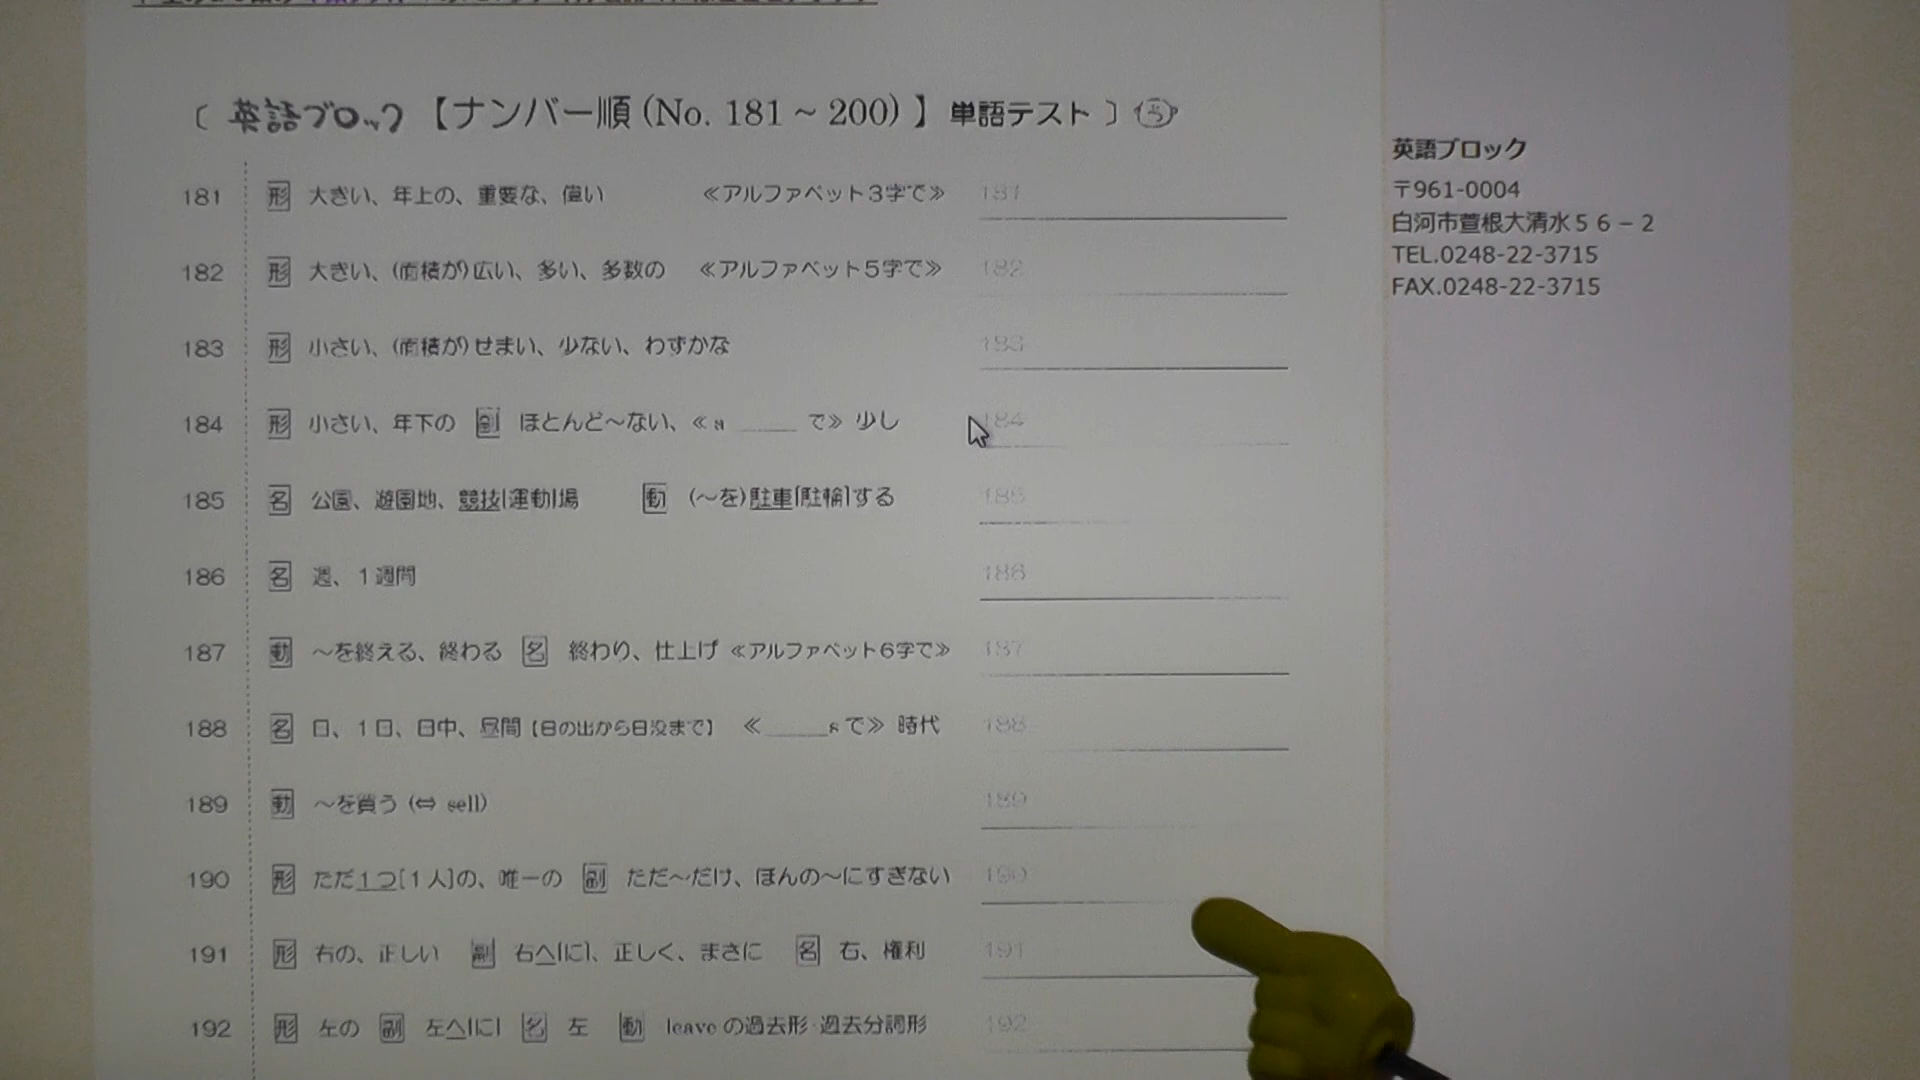 〔 英語ブロック 【ナンバー順(No. 181 ~ 200) 】 単語テスト 〕
181 形 大きい、年上の、重要な、偉い ≪アルファベット3字で≫ 181
182 形 大きい、(面積が)広い、多い、多数の ≪アルファベット5字で≫ 182
183 形 小さい、(面積が)せまい、少ない、わずかな 183
184 形 小さい、年下の 副 ほとんど～ない、≪ a ____ で≫ 少し 184
185 名 公園、遊園地、競技[運動]場 動 (～を)駐車[駐輪]する 185
186 名 週、1週間 186
187 動 ～を終える、終わる 名 終わり、仕上げ ≪アルファベット6字で≫ 187
188 名 日、1日、日中、昼間【日の出から日没まで】 ≪____s で≫ 時代 188
189 動 ～を買う (⇔ sell) 189
190 形 ただ1つ[1人]の、唯一の 副 ただ～だけ、ほんの～にすぎない 190
191 形 右の、正しい 副 右へ[に]、正しく、まさに 名 右、権利 191
192 形 左の 副 左へ[に] 名 左 動 leave の過去形・過去分詞形 192
英語ブロック
〒961-0004
白河市萱根大清水56－2
TEL.0248-22-3715
FAX.0248-22-3715